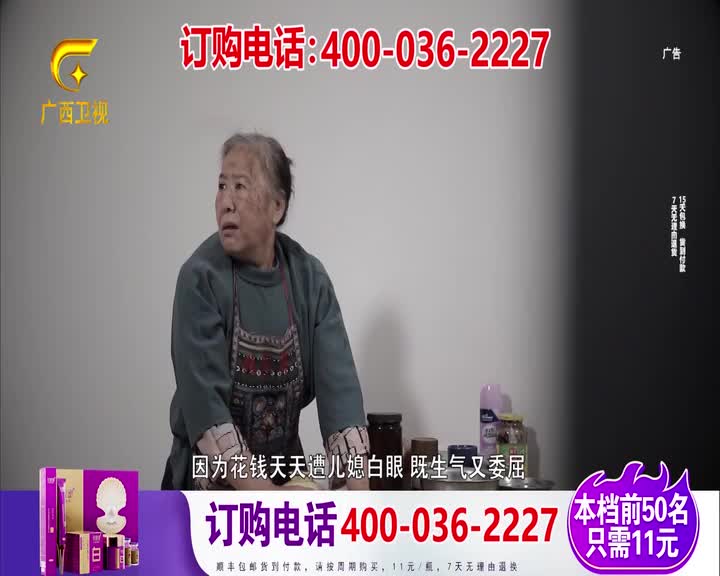 订购电话:400-036-2227
广告
广西卫视
15天包换 货到付款
7天无理由退货
因为花钱天天遭儿媳白眼 既生气又委屈
订购电话 400-036-2227
本档前50名
只需11元
顺丰包邮货到付款，请按周期购买，11元/瓶，7天无理由退换